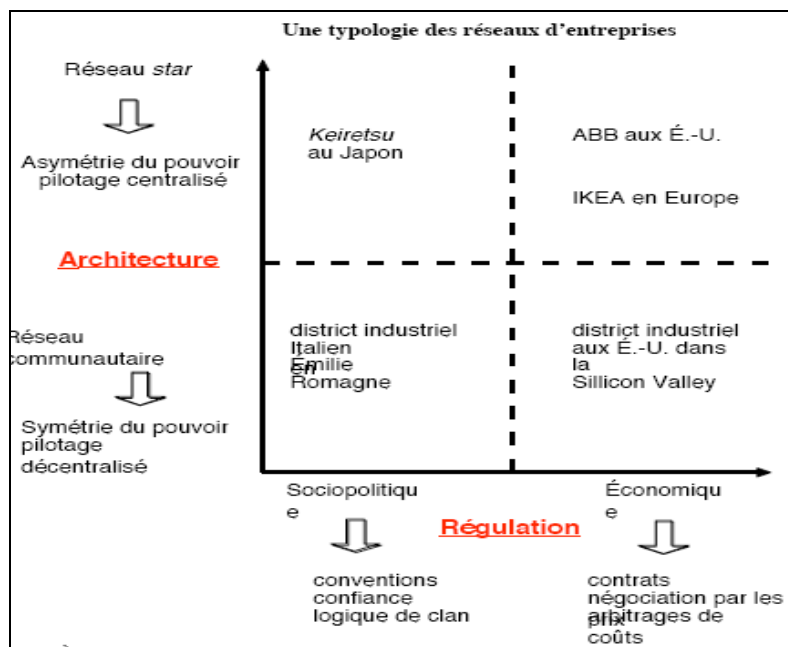 Une typologie des réseaux d'entreprises
Réseau star
Asymétrie du pouvoir
pilotage centralisé
Keiretsu
au Japon
ABB aux É.-U.
IKEA en Europe
Architecture
Réseau
communautaire
Symétrie du pouvoir
pilotage
décentralisé
district industriel
Italien
en
Émilie
Romagne
district industriel
aux É.-U. dans
la
Sillicon Valley
Sociopolitiqu
e
Économiqu
e
Régulation
conventions
confiance
logique de clan
contrats
négociation par les
prix
arbitrages de
coûts